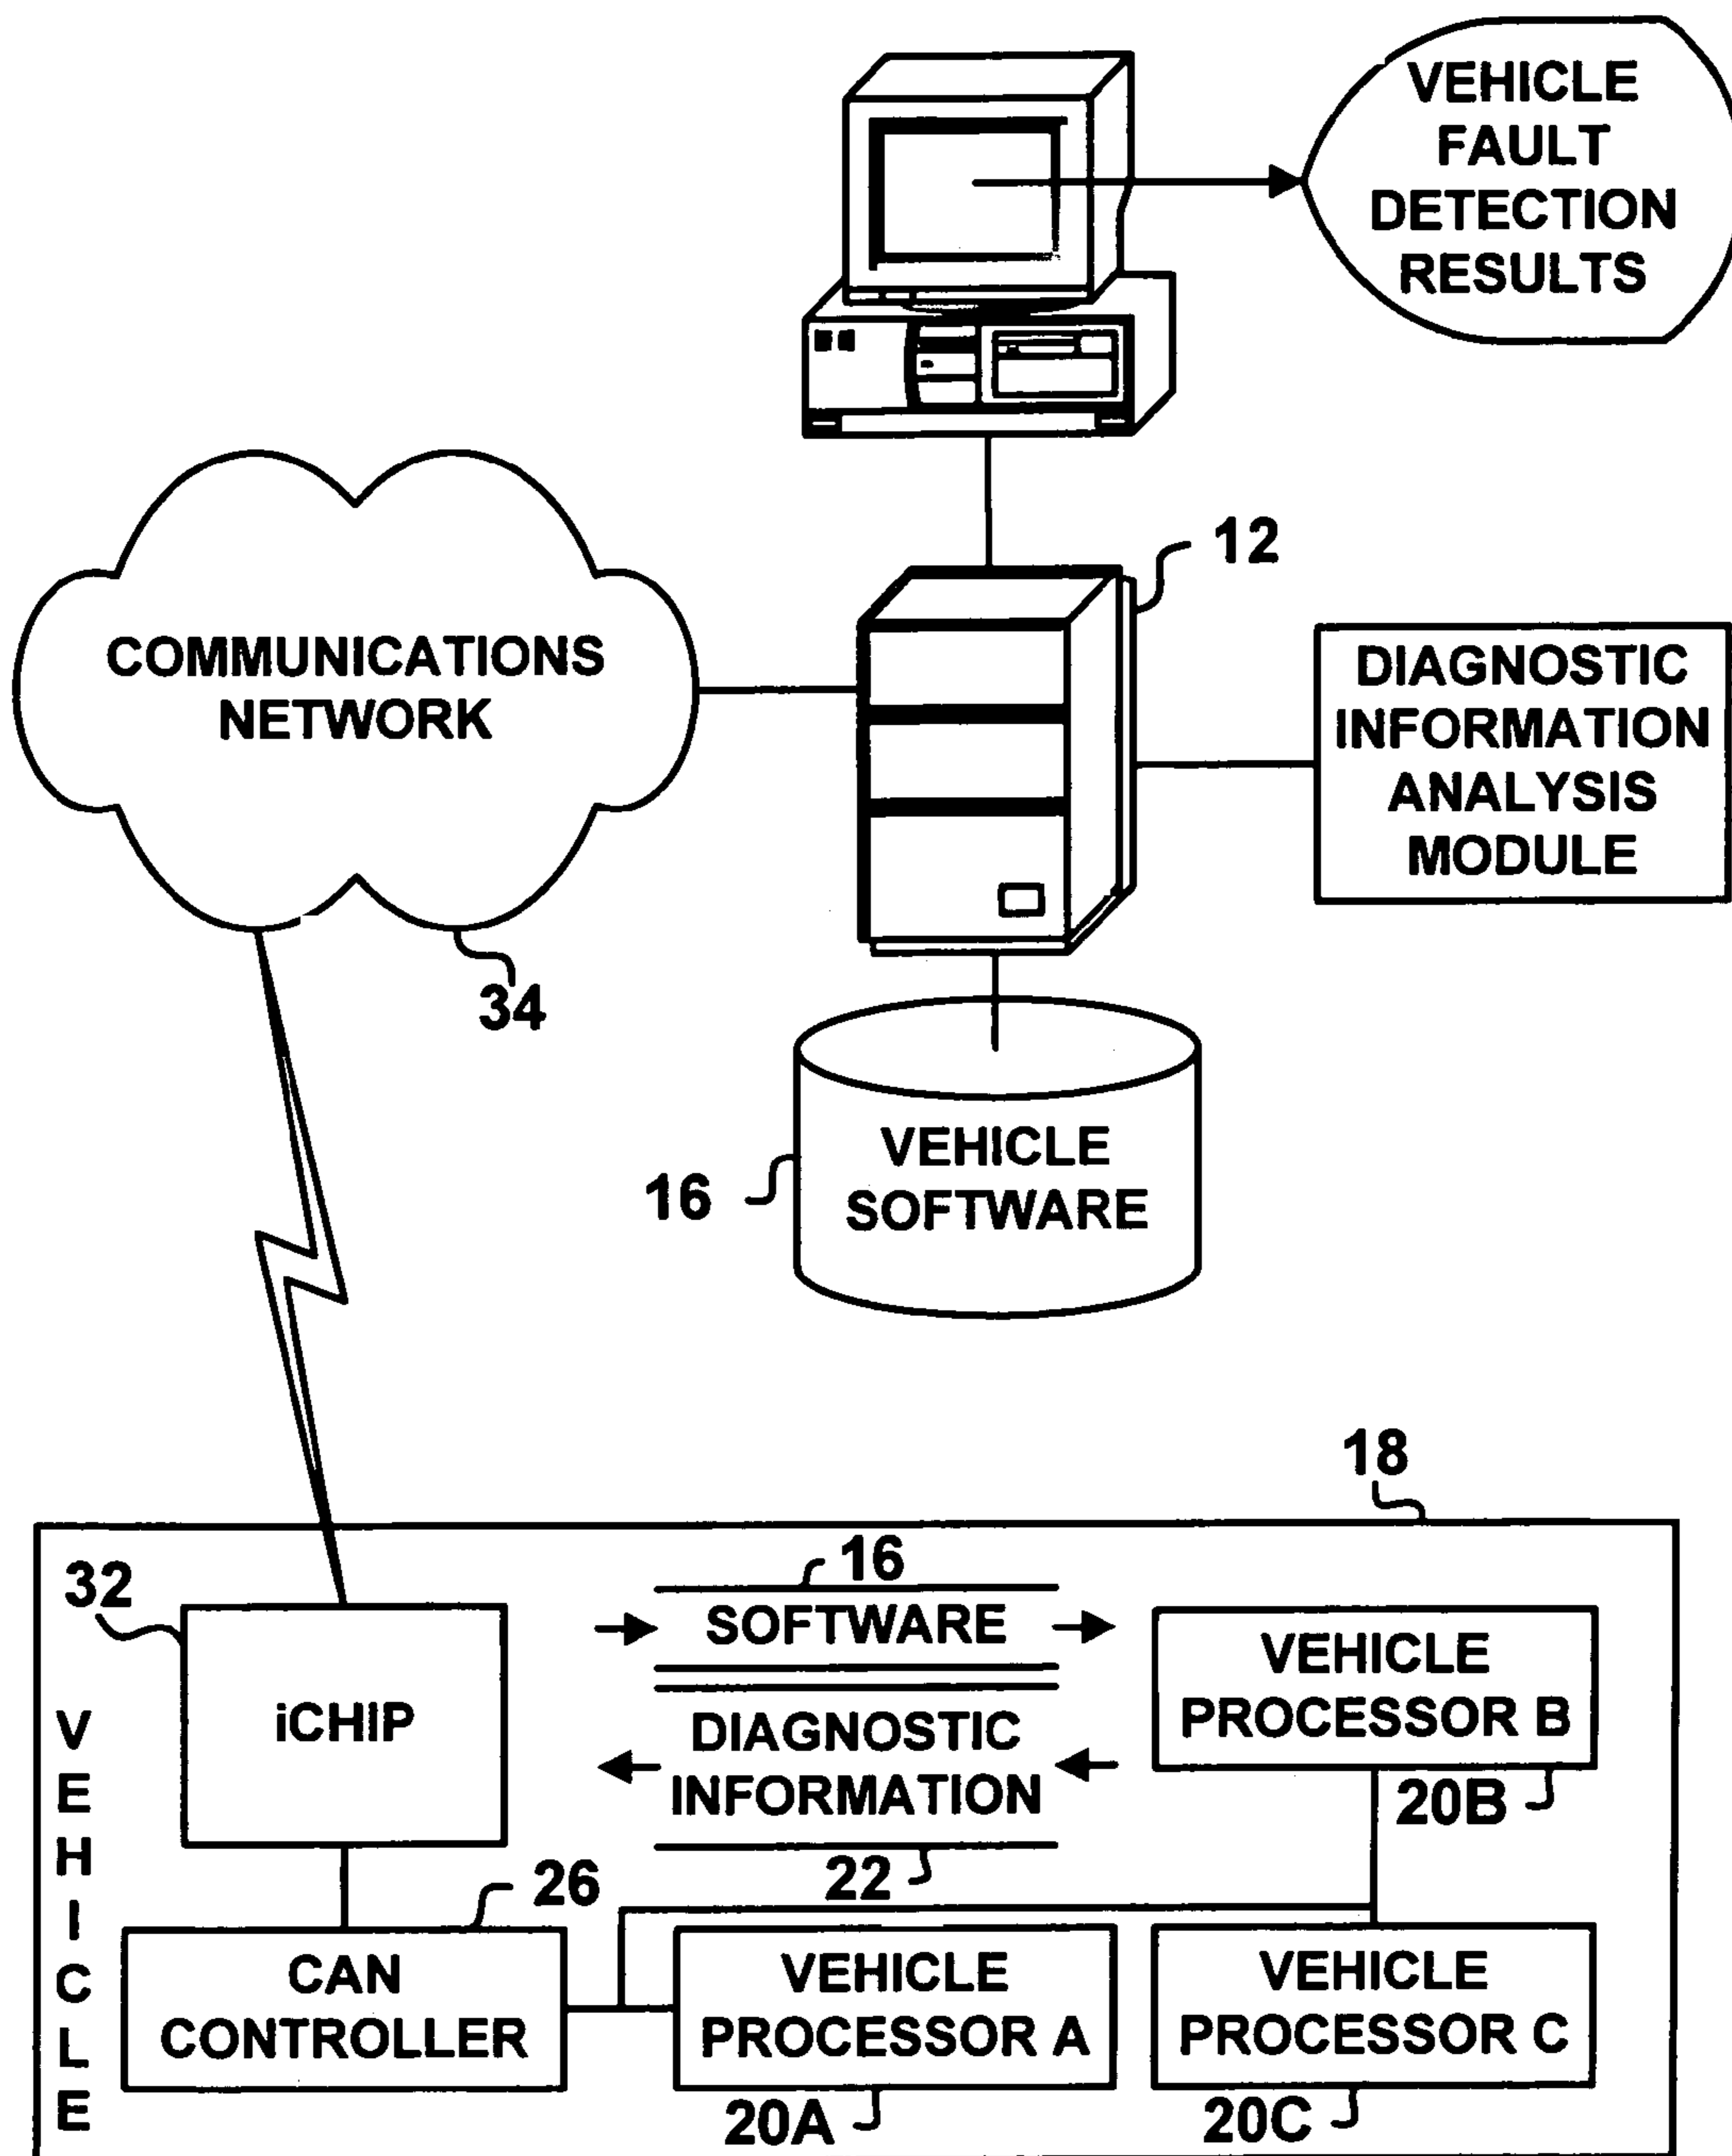 VEHICLE
FAULT
DETECTION
RESULTS
12
COMMUNICATIONS
NETWORK
DIAGNOSTIC
INFORMATION
ANALYSIS
MODULE
34
VEHICLE
SOFTWARE
16
18
32
16
SOFTWARE
iCHIP
DIAGNOSTIC
INFORMATION
VEHICLE
PROCESSOR B
20B
22
26
VEHICLE
CAN
CONTROLLER
VEHICLE
PROCESSOR A
VEHICLE
PROCESSOR C
20A
20C